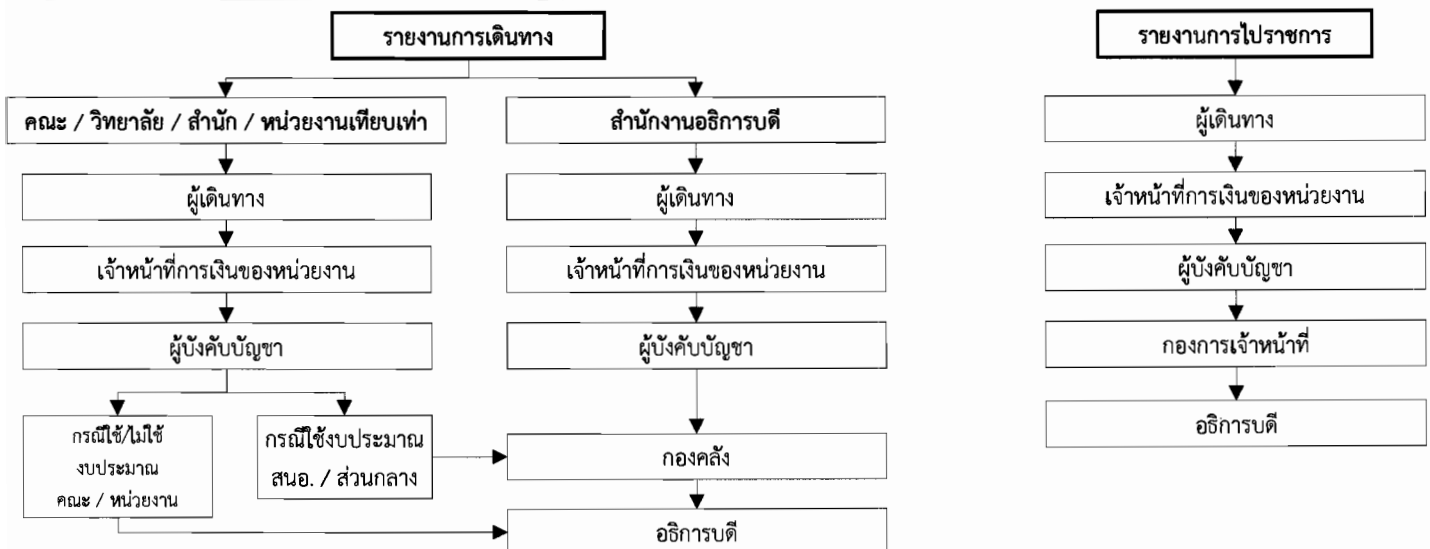 รายงานการเดินทาง
คณะ / วิทยาลัย / สำนัก / หน่วยงานเทียบเท่า
ผู้เดินทาง
เจ้าหน้าที่การเงินของหน่วยงาน
ผู้บังคับบัญชา
กรณีใช้/ไม่ใช้
งบประมาณ
คณะ / หน่วยงาน
กรณีใช้งบประมาณ
สนอ. / ส่วนกลาง
สำนักงานอธิการบดี
ผู้เดินทาง
เจ้าหน้าที่การเงินของหน่วยงาน
ผู้บังคับบัญชา
กองคลัง
อธิการบดี
รายงานการไปราชการ
ผู้เดินทาง
เจ้าหน้าที่การเงินของหน่วยงาน
ผู้บังคับบัญชา
กองการเจ้าหน้าที่
อธิการบดี